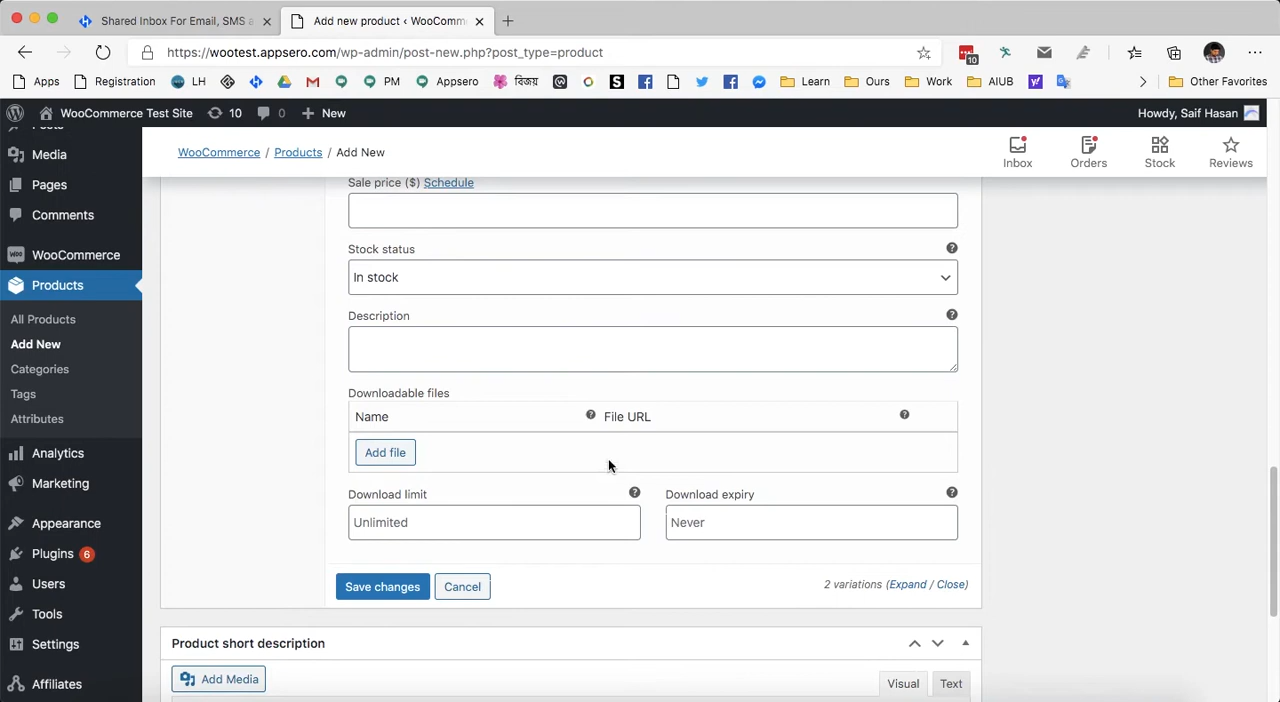 Shared Inbox For Email, SMS a
Add new product ‹ WooComm
https://wootest.appsero.com/wp-admin/post-new.php?post_type=product
10
Apps
Registration
LH
PM
Appsero
বিজয়
Learn
Ours
Work
AIUB
Other Favorites
WooCommerce Test Site
10
0
New
Howdy, Saif Hasan
Media
Pages
Comments
WooCommerce
Products
All Products
Add New
Categories
Tags
Attributes
Analytics
Marketing
Appearance
Plugins 6
Users
Tools
Settings
Affiliates
WooCommerce / Products / Add New
Inbox
Orders
Stock
Reviews
Sale price ($) Schedule
Stock status
In stock
Description
Downloadable files
Name
File URL
Add file
Download limit
Download expiry
Unlimited
Never
Save changes
Cancel
2 variations (Expand / Close)
Product short description
Add Media
Visual
Text